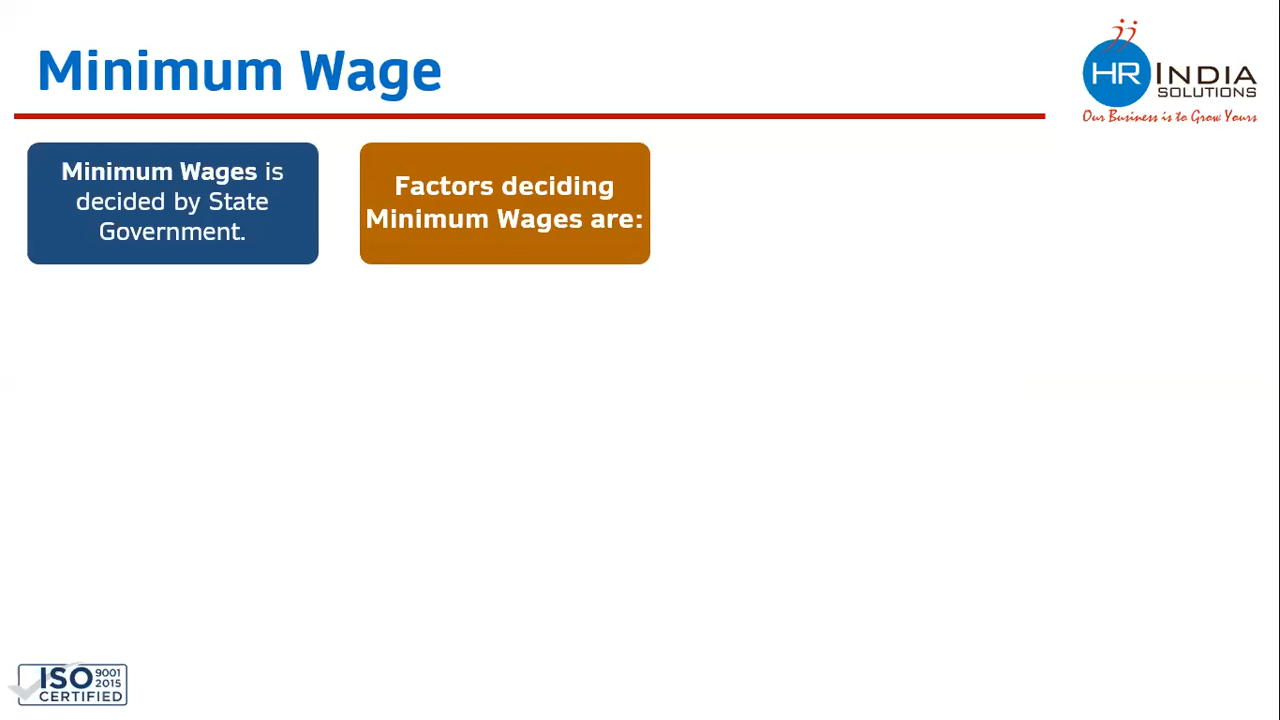 Minimum Wage
HR INDIA
SOLUTIONS
Our Business is to Grow Yours
Minimum Wages is
decided by State
Government.
Factors deciding
Minimum Wages are:
ISO 9001
2015
CERTIFIED